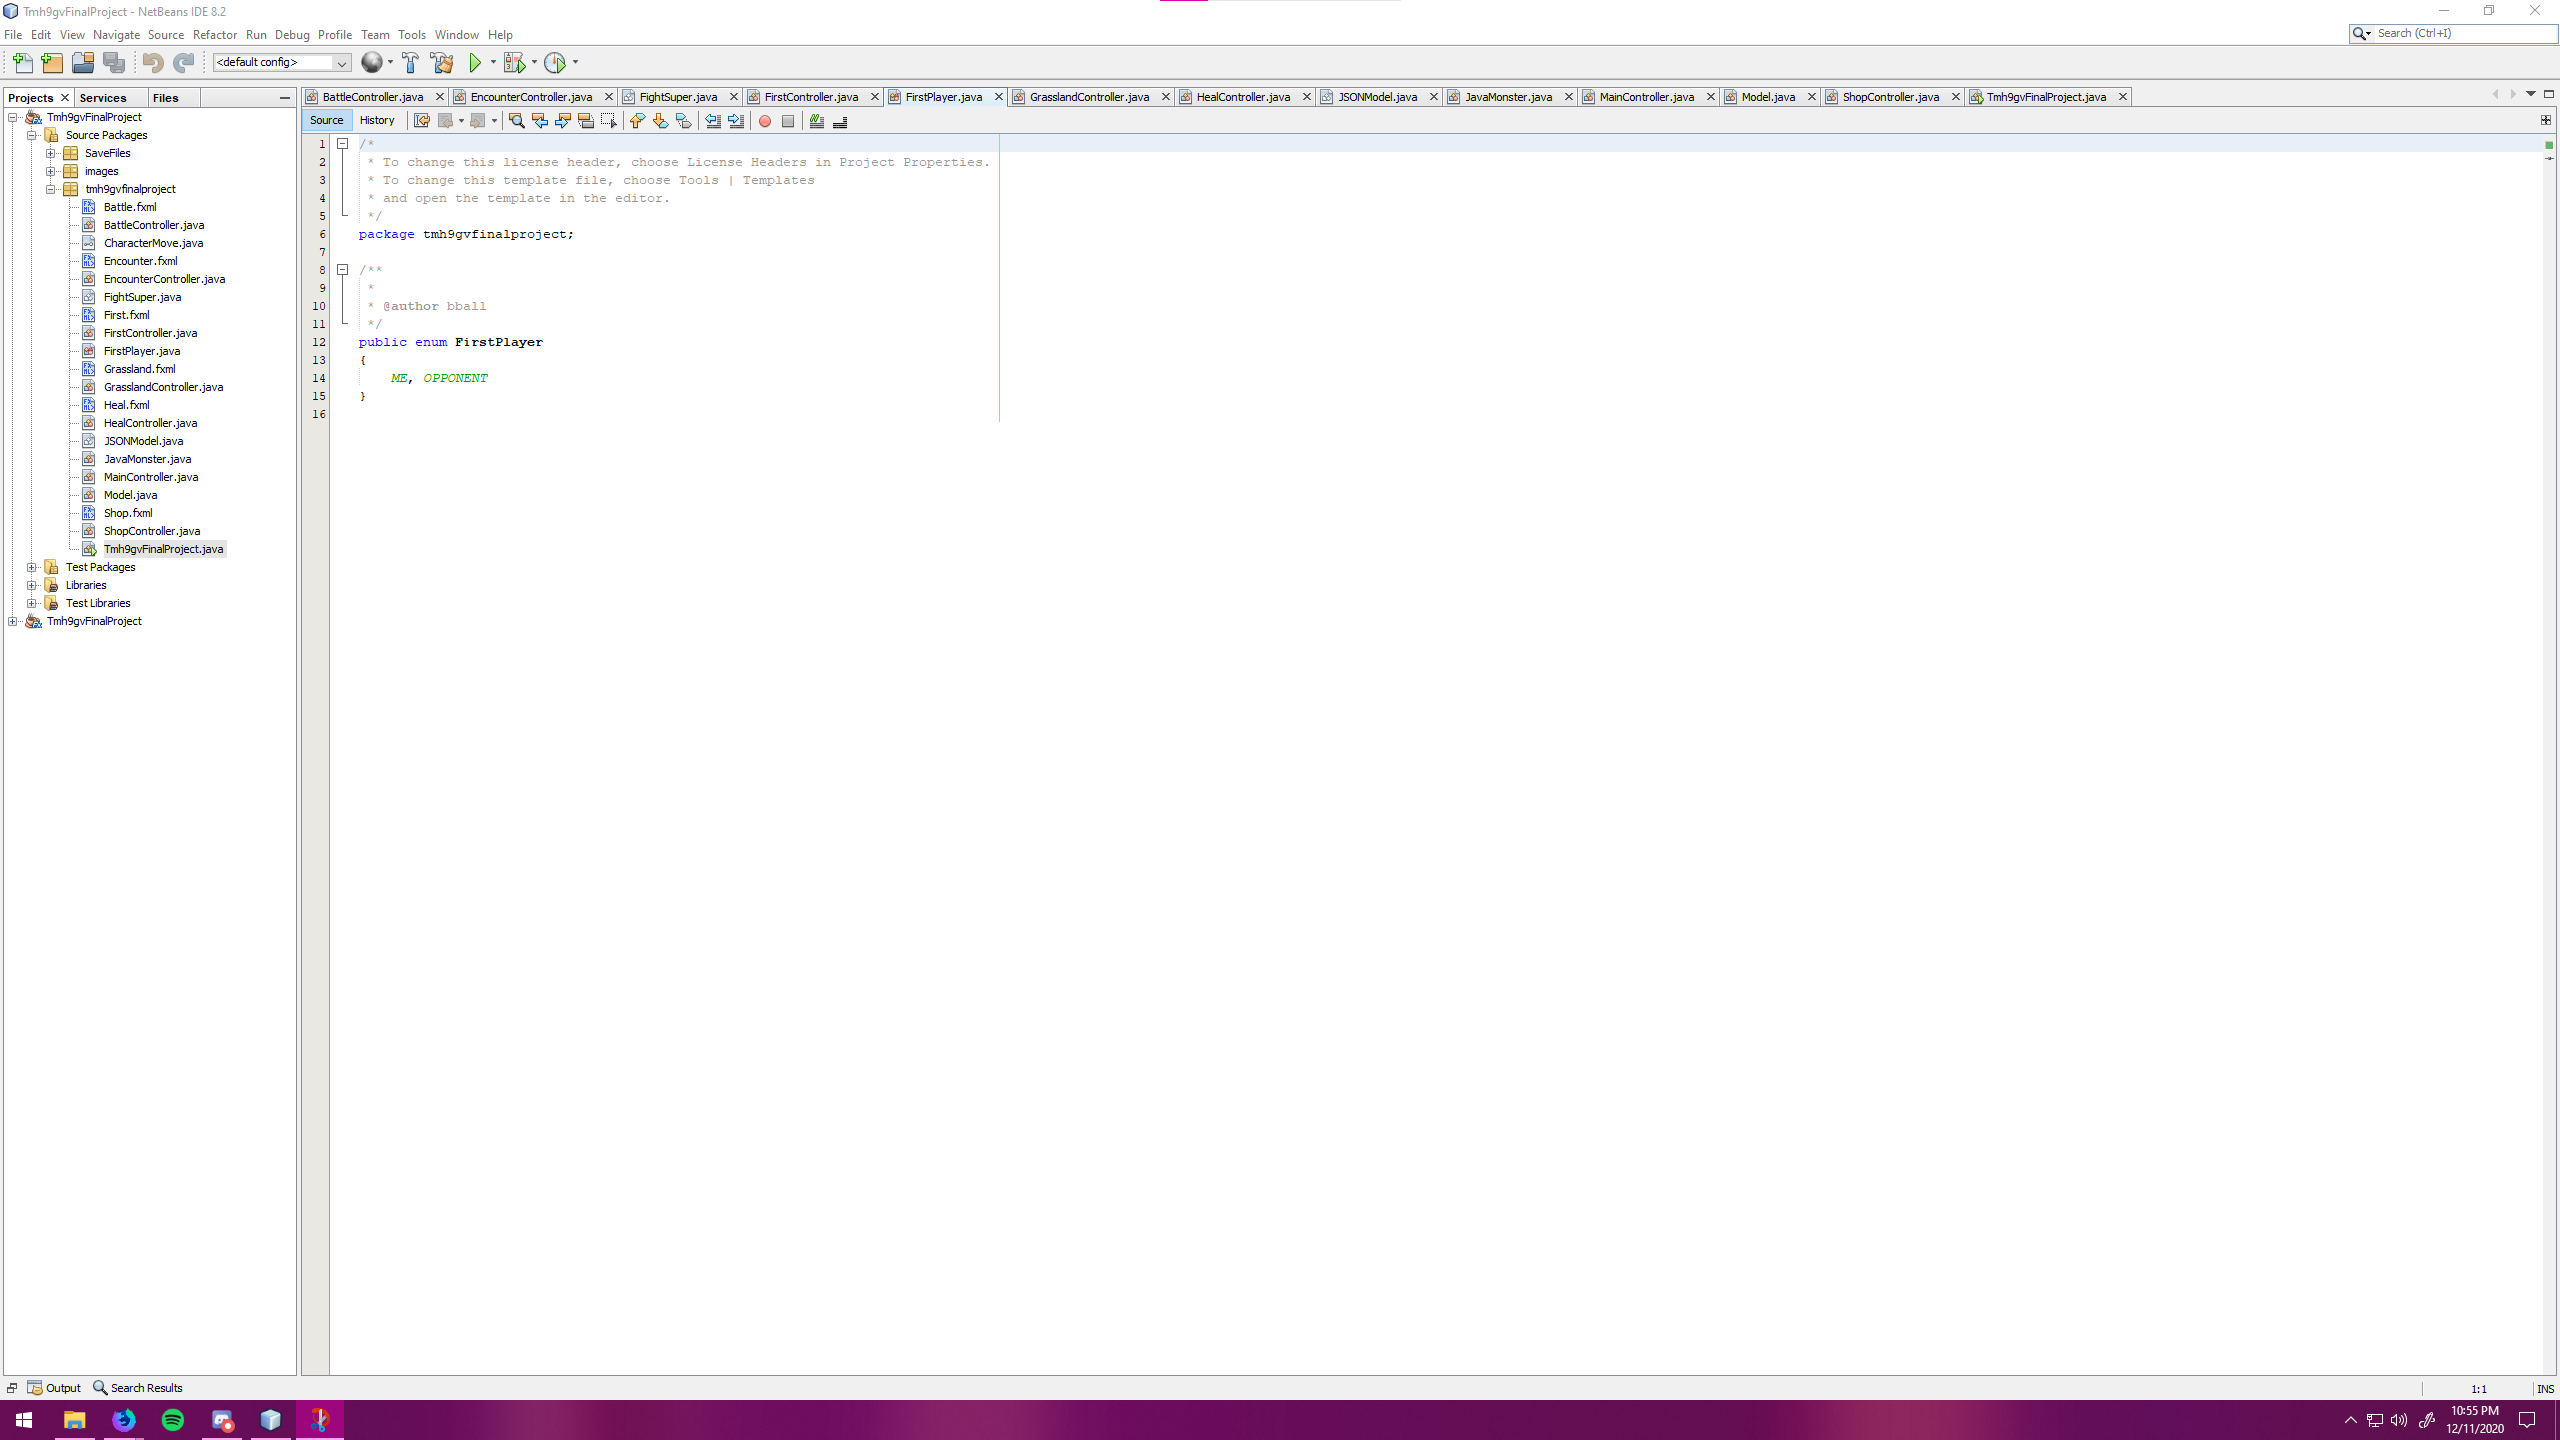 Tmh9gvFinalProject - NetBeans IDE 8.2
File Edit View Navigate Source Refactor Run Debug Profile Team Tools Window Help
Search (Ctrl+I)
<default config>
Projects Services Files
BattleController.java EncounterController.java FightSuper.java FirstController.java FirstPlayer.java GrasslandController.java HealController.java JSONModel.java JavaMonster.java MainController.java Model.java ShopController.java Tmh9gvFinalProject.java
Source History
Tmh9gvFinalProject
Source Packages
SaveFiles
images
tmh9gvfinalproject
Battle.fxml
BattleController.java
CharacterMove.java
Encounter.fxml
EncounterController.java
FightSuper.java
First.fxml
FirstController.java
FirstPlayer.java
Grassland.fxml
GrasslandController.java
Heal.fxml
HealController.java
JSONModel.java
JavaMonster.java
MainController.java
Model.java
Shop.fxml
ShopController.java
Tmh9gvFinalProject.java
Test Packages
Libraries
Test Libraries
Tmh9gvFinalProject
1 /*
2 * To change this license header, choose License Headers in Project Properties.
3 * To change this template file, choose Tools | Templates
4 * and open the template in the editor.
5 */
6 package tmh9gvfinalproject;
7
8 /**
9 *
10 * @author bball
11 */
12 public enum FirstPlayer
13 {
14 ME, OPPONENT
15 }
16
Output Search Results
1:1 INS
10:55 PM
12/11/2020